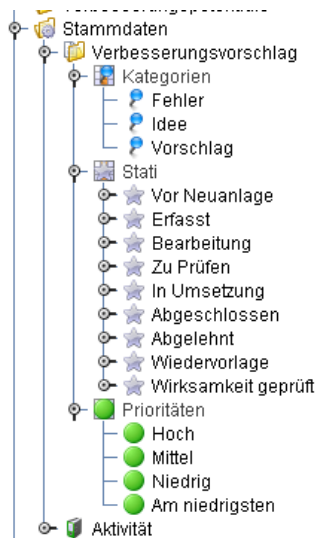 Stammdaten
Verbesserungsvorschlag
Kategorien
Fehler
Idee
Vorschlag
Stati
Vor Neuanlage
Erfasst
Bearbeitung
Zu Prüfen
In Umsetzung
Abgeschlossen
Abgelehnt
Wiedervorlage
Wirksamkeit geprüft
Prioritäten
Hoch
Mittel
Niedrig
Am niedrigsten
Aktivität